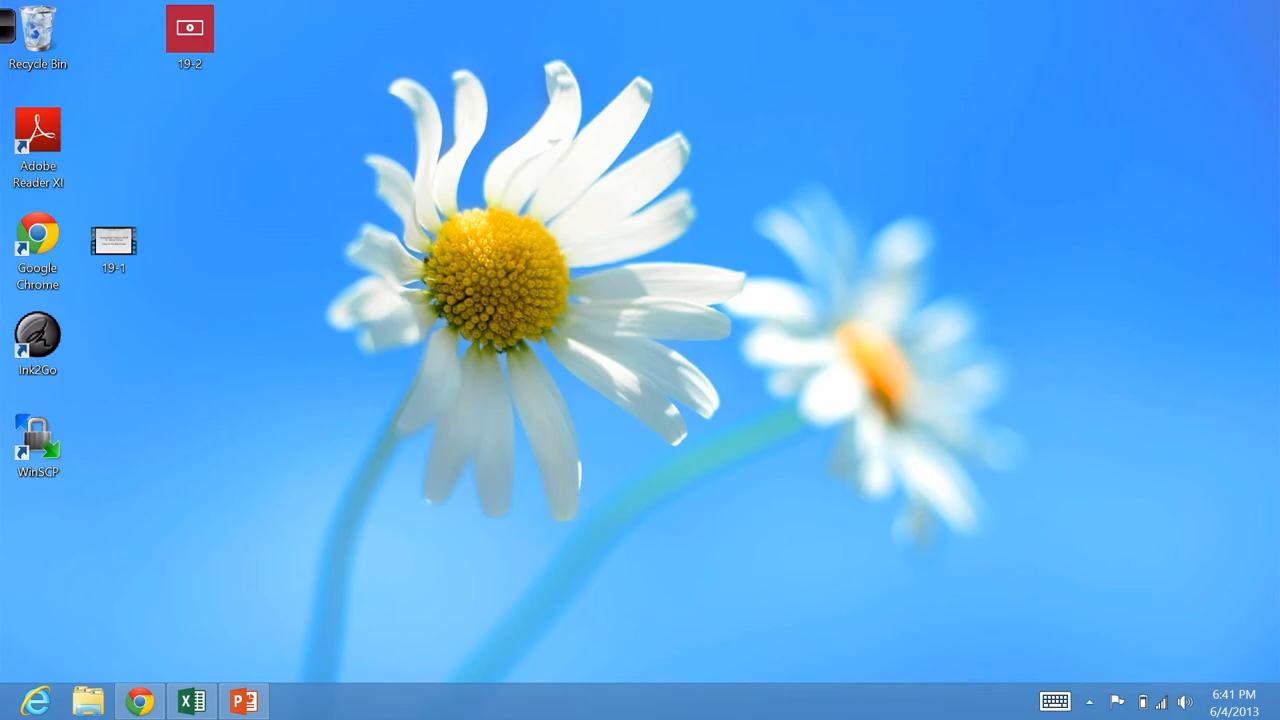 Recycle Bin
19-2
Adobe
Reader XI
Google
Chrome
19-1
Ink2Go
WinSCP
6:41 PM
6/4/2013